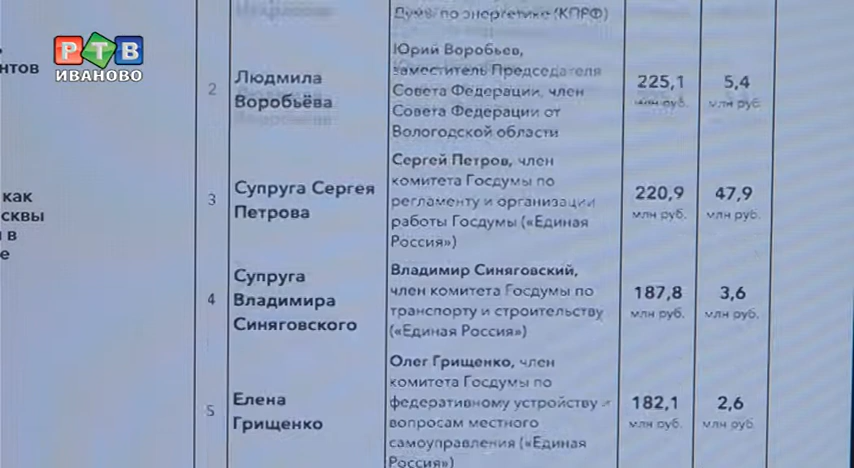 Думы по энергетике (КПРФ)
РТВ
ИВАНОВО
нтов
2
Людмила
Воробьёва
Юрий Воробьев,
заместитель Председателя
Совета Федерации, член
Совета Федерации от
Вологодской области
225,1
млн руб.
5,4
млн руб.
как
сквы
в
е
3
Супруга Сергея
Петрова
Сергей Петров, член
комитета Госдумы по
регламенту и организации
работы Госдумы («Единая
Россия»)
220,9
млн руб.
47,9
млн руб.
4
Супруга
Владимира
Синяговского
Владимир Синяговский,
член комитета Госдумы по
транспорту и строительству
(«Единая Россия»)
187,8
млн руб.
3,6
млн руб.
5
Елена
Грищенко
Олег Грищенко, член
комитета Госдумы по
федеративному устройству и
вопросам местного
самоуправления («Единая
Россия»)
182,1
млн руб.
2,6
млн руб.